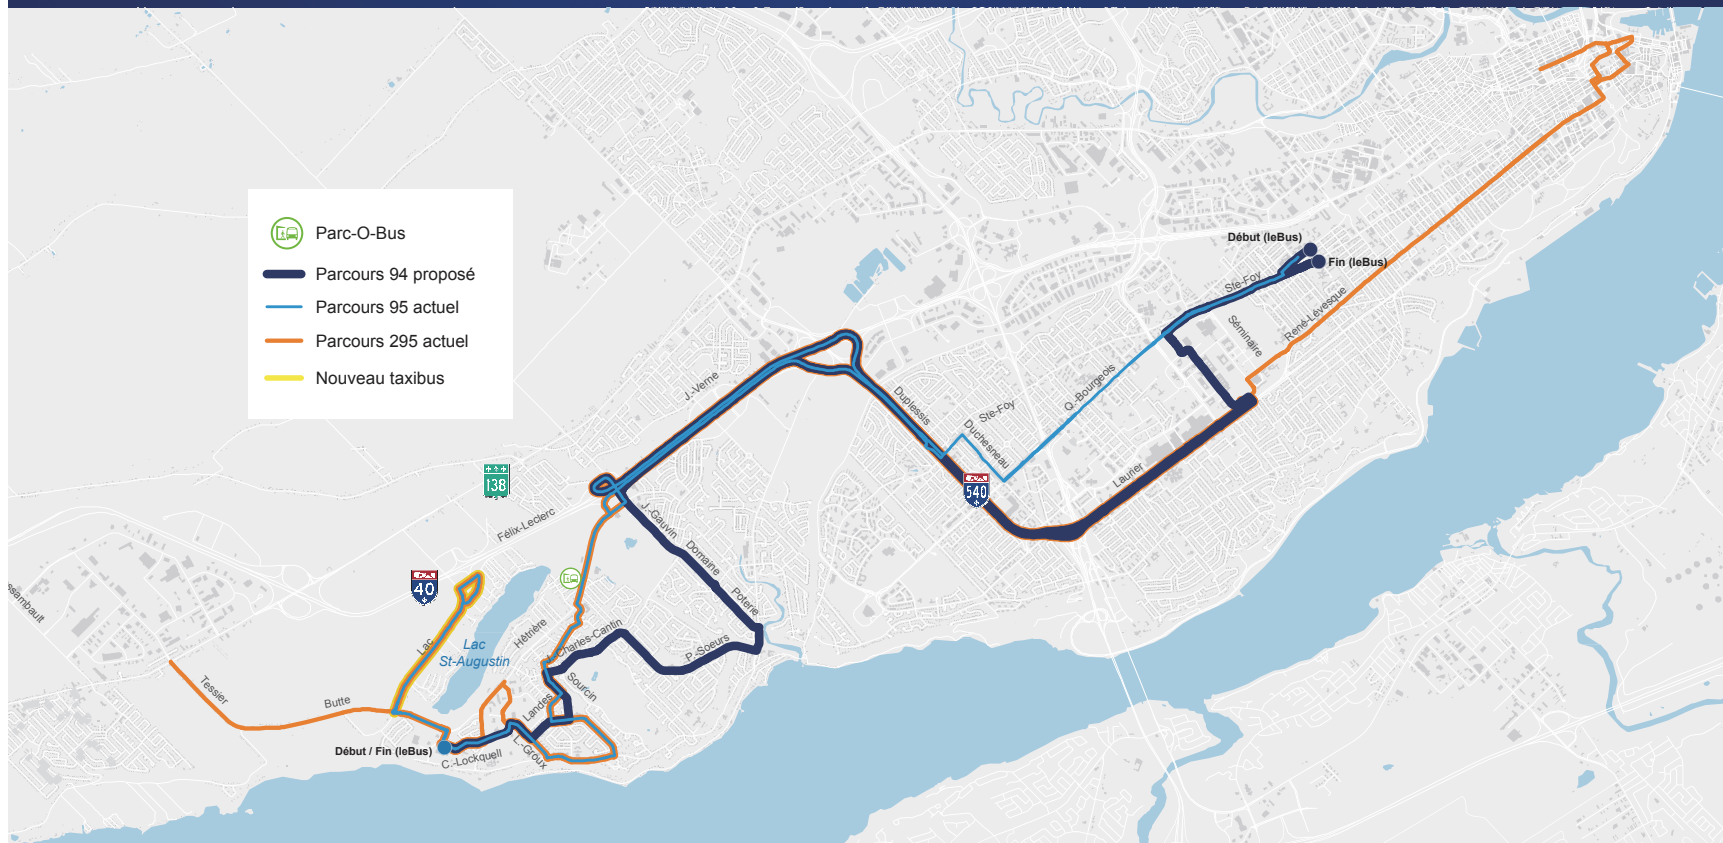 Parc-O-Bus
Parcours 94 proposé
Parcours 95 actuel
Parcours 295 actuel
Nouveau taxibus
Début (leBus)
Fin (leBus)
Ste-Foy
René-Lévesque
Séminaire
J.-Verne
Duplessis
Ste-Foy
Q.-Bourgeois
Duchesneau
Laurier
138
540
Félix-Leclerc
J.-Gauvin
Domaine
40
Poterie
ssambault
Lac
Lac
St-Augustin
Hêtrière
J.-Charles-Cantin
P.-Soeurs
Tessier
Butte
Landes
Sourcin
Début / Fin (leBus)
C.-Lockquell
L.-Groux